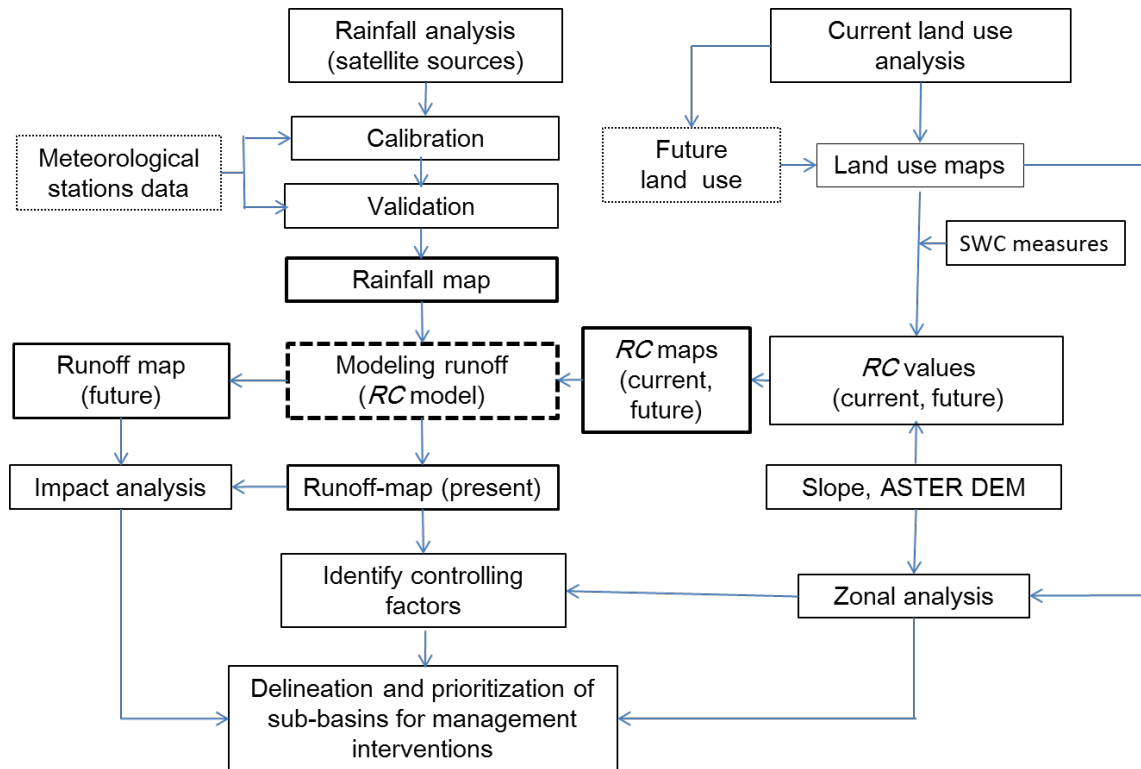 Rainfall analysis
(satellite sources)
Current land use
analysis
Calibration
Meteorological
stations data
Future
land use
Land use maps
Validation
SWC measures
Rainfall map
Runoff map
(future)
Modeling runoff
(RC model)
RC maps
(current,
future)
RC values
(current, future)
Impact analysis
Runoff-map (present)
Slope, ASTER DEM
Identify controlling
factors
Zonal analysis
Delineation and prioritization of
sub-basins for management
interventions